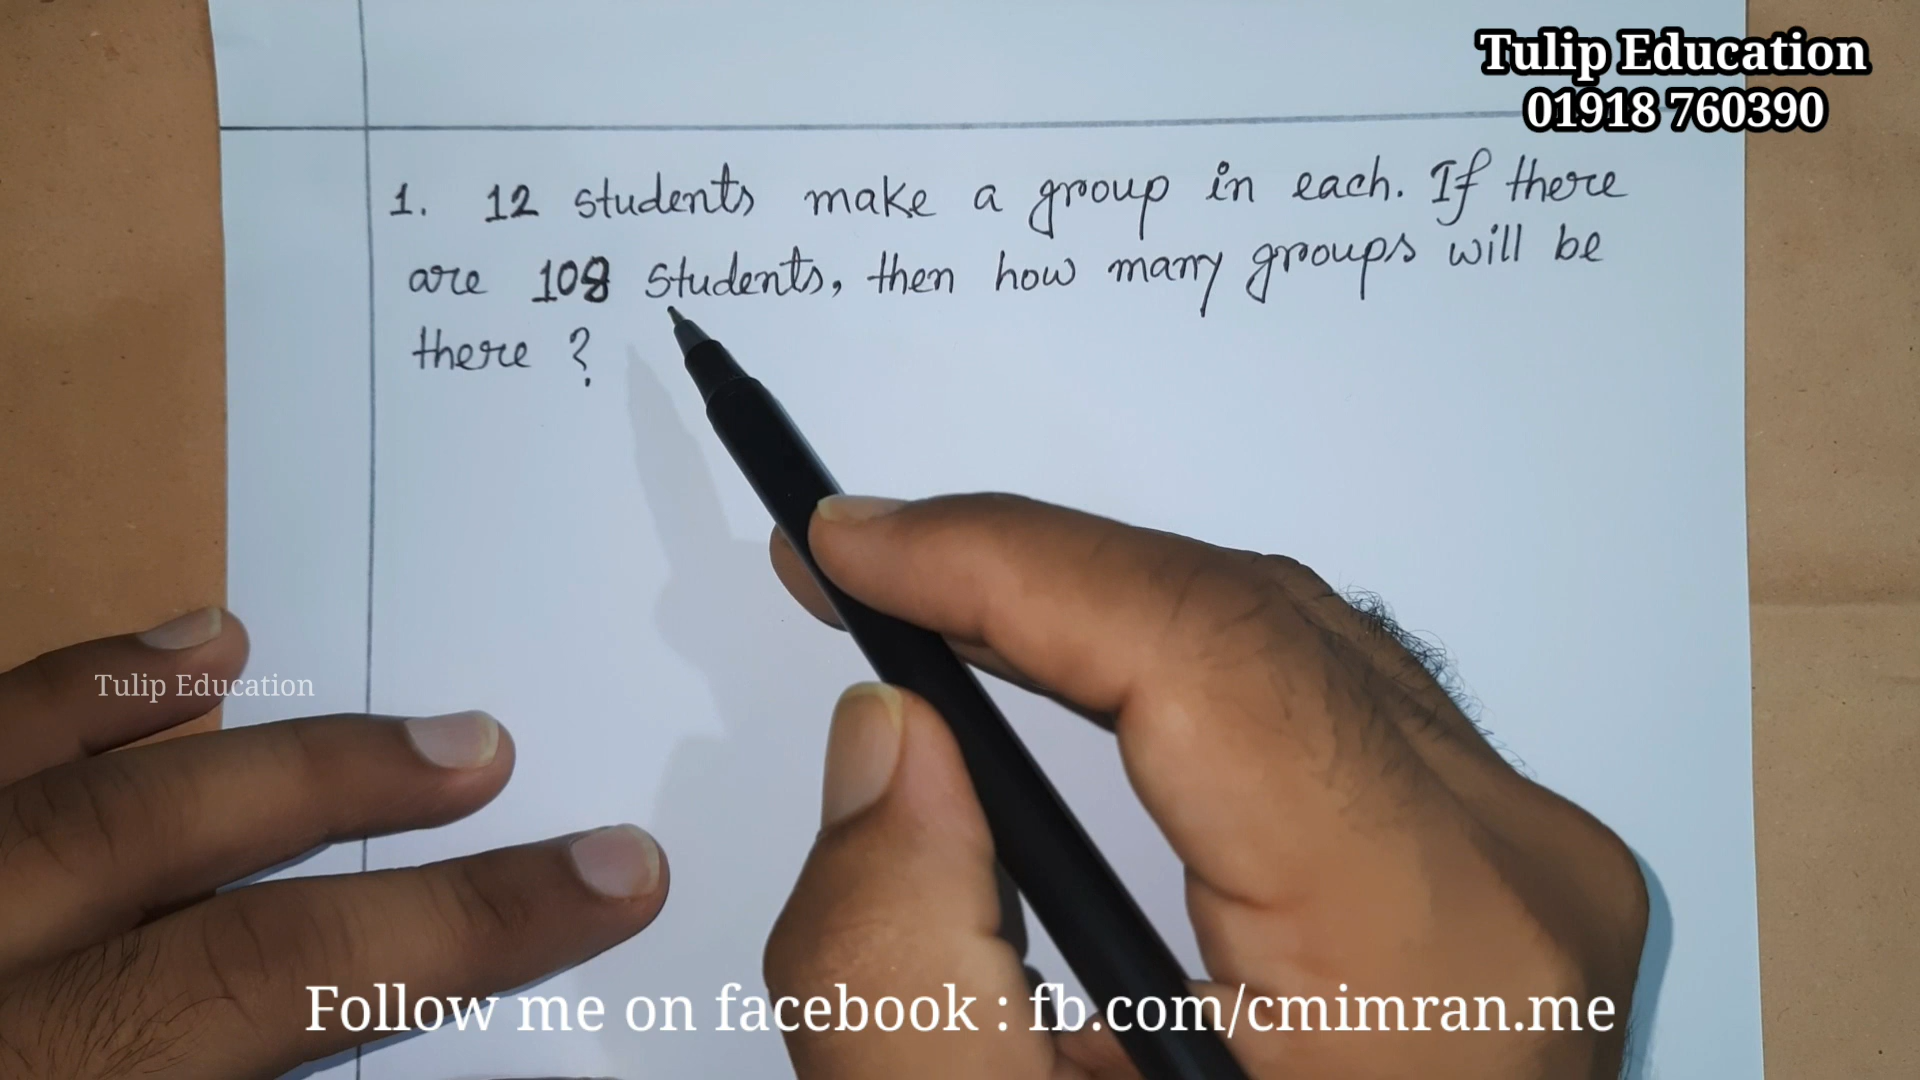 Tulip Education
01918 760390
1. 12 students make a group in each. If there
are 108 students, then how many groups will be
there ?
Tulip Education
Follow me on facebook : fb.com/cmimran.me